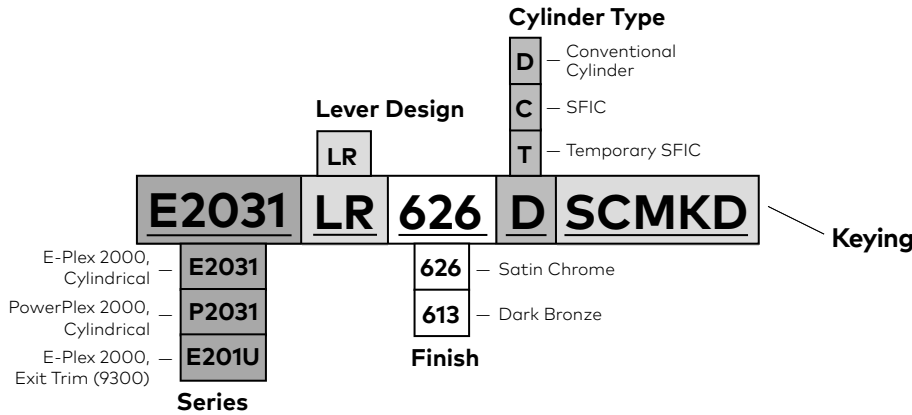 Cylinder Type
D — Conventional
Cylinder
C — SFIC
Lever Design
LR
T — Temporary SFIC
E2031 LR 626 D SCMKD
Keying
E-Plex 2000,
Cylindrical — E2031
626 — Satin Chrome
PowerPlex 2000,
Cylindrical — P2031
613 — Dark Bronze
E-Plex 2000,
Exit Trim (9300) — E201U
Finish
Series